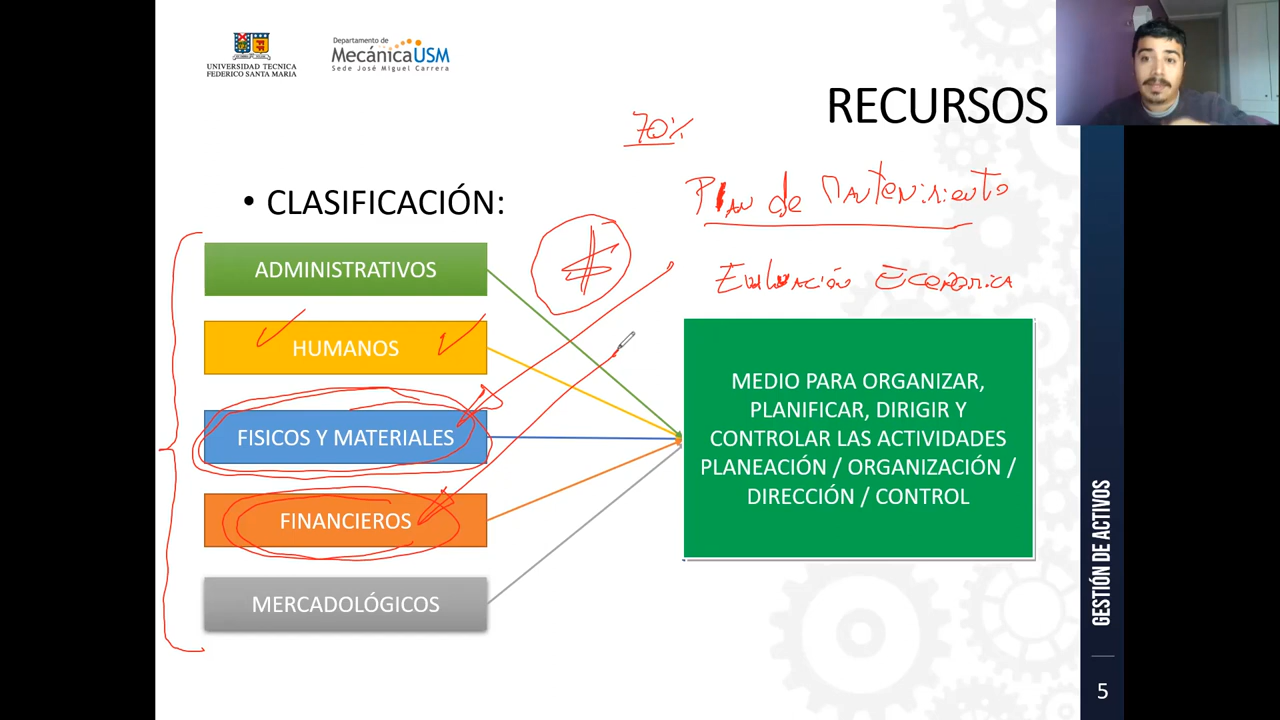 UNIVERSIDAD TECNICA
FEDERICO SANTA MARIA
Departamento de
MecánicaUSM
Sede José Miguel Carrera
RECURSOS
70%
Plan de Mantenimiento
• CLASIFICACIÓN:
Evaluación Económica
ADMINISTRATIVOS
HUMANOS
FISICOS Y MATERIALES
FINANCIEROS
MERCADOLÓGICOS
MEDIO PARA ORGANIZAR,
PLANIFICAR, DIRIGIR Y
CONTROLAR LAS ACTIVIDADES
PLANEACIÓN / ORGANIZACIÓN /
DIRECCIÓN / CONTROL
GESTIÓN DE ACTIVOS
5